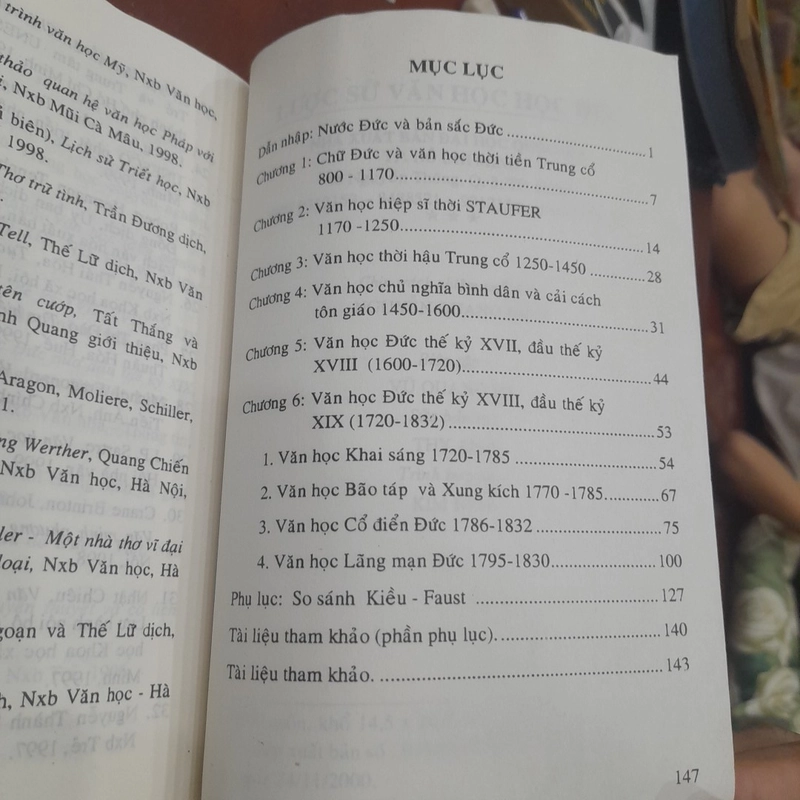 trình văn học Mỹ, Nxb Văn học,
thảo quan hệ văn học Pháp với
Nxb Mũi Cà Mâu, 1998.
biên), Lịch sử Triết học, Nxb
1998.
Thơ trữ tình, Trần Đương dịch,
Tell, Thế Lữ dịch, Nxb Văn
cướp, Tất Thắng và
Quang giới thiệu, Nxb
Aragon, Moliere, Schiller,
1.
Werther, Quang Chiến
Nxb Văn học, Hà Nội,
- Một nhà thơ vĩ đại
loại, Nxb Văn học, Hà
và Thế Lữ dịch,
Nxb Văn học - Hà
MỤC LỤC
Dẫn nhập: Nước Đức và bản sắc Đức ........ 1
Chương 1: Chữ Đức và văn học thời tiền Trung cổ
800 - 1170........ 7
Chương 2: Văn học hiệp sĩ thời STAUFER
1170 -1250........ 14
Chương 3: Văn học thời hậu Trung cổ 1250-1450 ........ 28
Chương 4: Văn học chủ nghĩa bình dân và cải cách
tôn giáo 1450-1600........ 31
Chương 5: Văn học Đức thế kỷ XVII, đầu thế kỷ
XVIII (1600-1720)........ 44
Chương 6: Văn học Đức thế kỷ XVIII, đầu thế kỷ
XIX (1720-1832)........ 53
1. Văn học Khai sáng 1720-1785 ........ 54
2. Văn học Bão táp và Xung kích 1770 -1785........ 67
3. Văn học Cổ điển Đức 1786-1832 ........ 75
4. Văn học Lãng mạn Đức 1795-1830........ 100
Phụ lục: So sánh Kiều - Faust ........ 127
Tài liệu tham khảo (phần phụ lục)......... 140
Tài liệu tham khảo......... 143
147